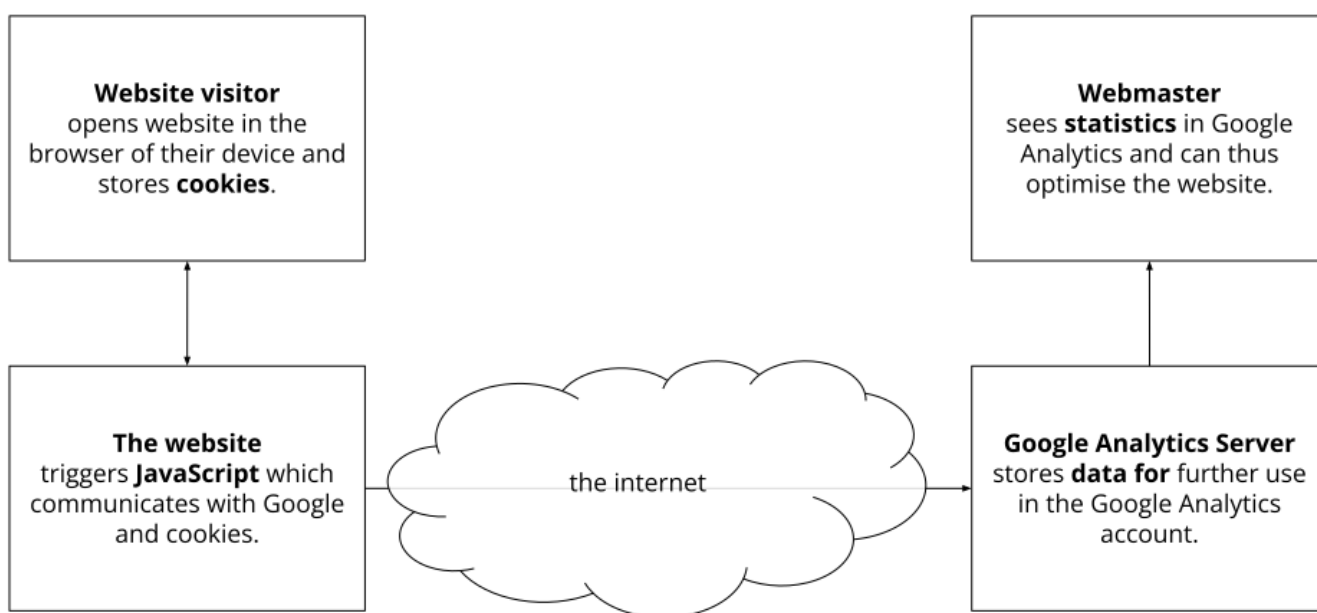 Website visitor
opens website in the
browser of their device and
stores cookies.
Webmaster
sees statistics in Google
Analytics and can thus
optimise the website.
The website
triggers JavaScript which
communicates with Google
and cookies.
the internet
Google Analytics Server
stores data for further use
in the Google Analytics
account.